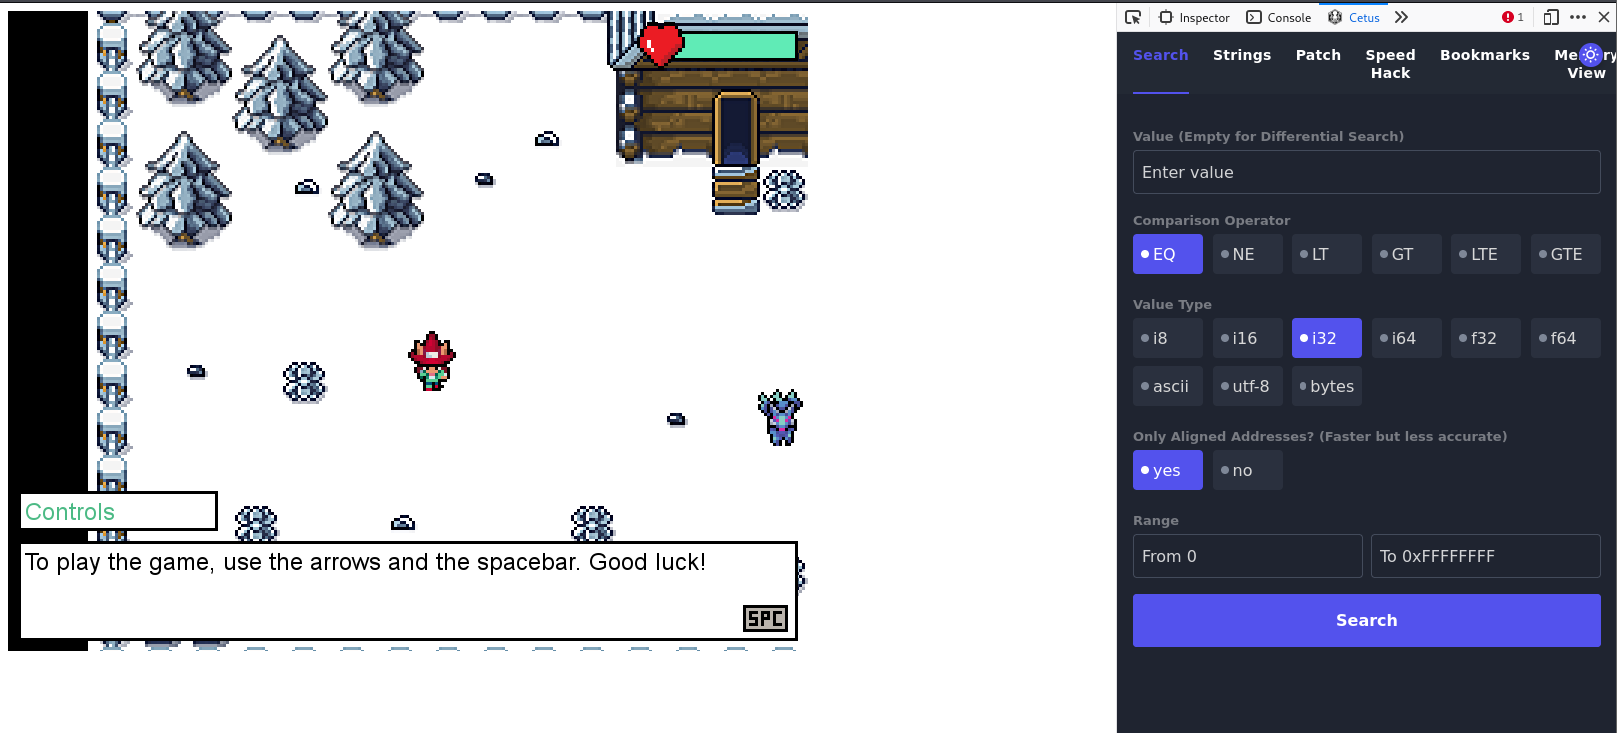 Inspector
Console
Cetus
1
Search
Strings
Patch
Speed
Hack
Bookmarks
View
Value (Empty for Differential Search)
Enter value
Comparison Operator
EQ
NE
LT
GT
LTE
GTE
Value Type
i8
i16
i32
i64
f32
f64
ascii
utf-8
bytes
Only Aligned Addresses? (Faster but less accurate)
yes
no
Range
From 0
To 0xFFFFFFFF
Search
Controls
To play the game, use the arrows and the spacebar. Good luck!
SPC